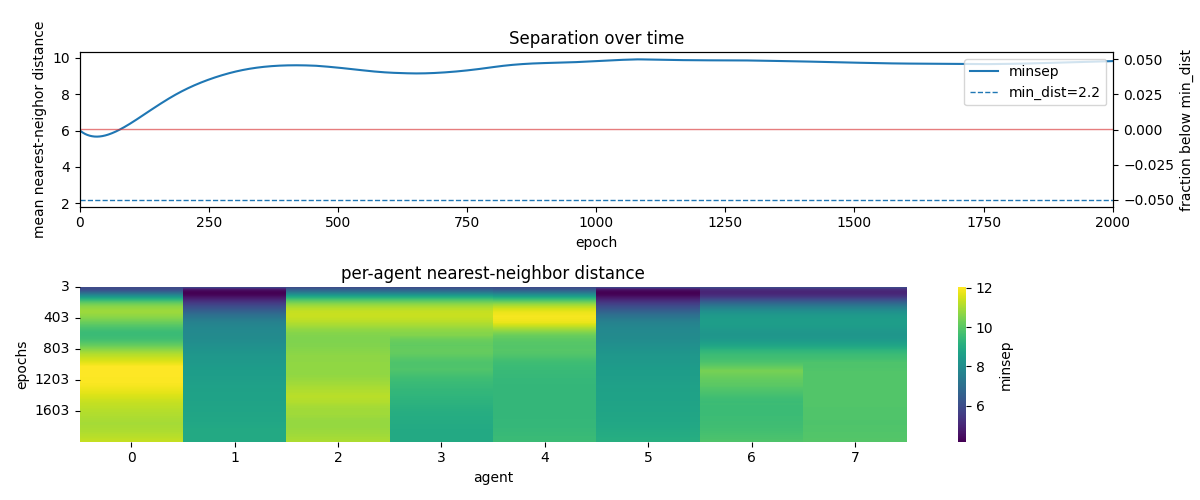 Separation over time
mean nearest-neighor distance
10
8
6
4
2
0.050
0.025
0.000
−0.025
−0.050
fraction below min_dist
minsep
min_dist=2.2
0 250 500 750 1000 1250 1500 1750 2000
epoch
per-agent nearest-neighbor distance
epochs
3
403
803
1203
1603
0 1 2 3 4 5 6 7
agent
12
10
8
6
minsep